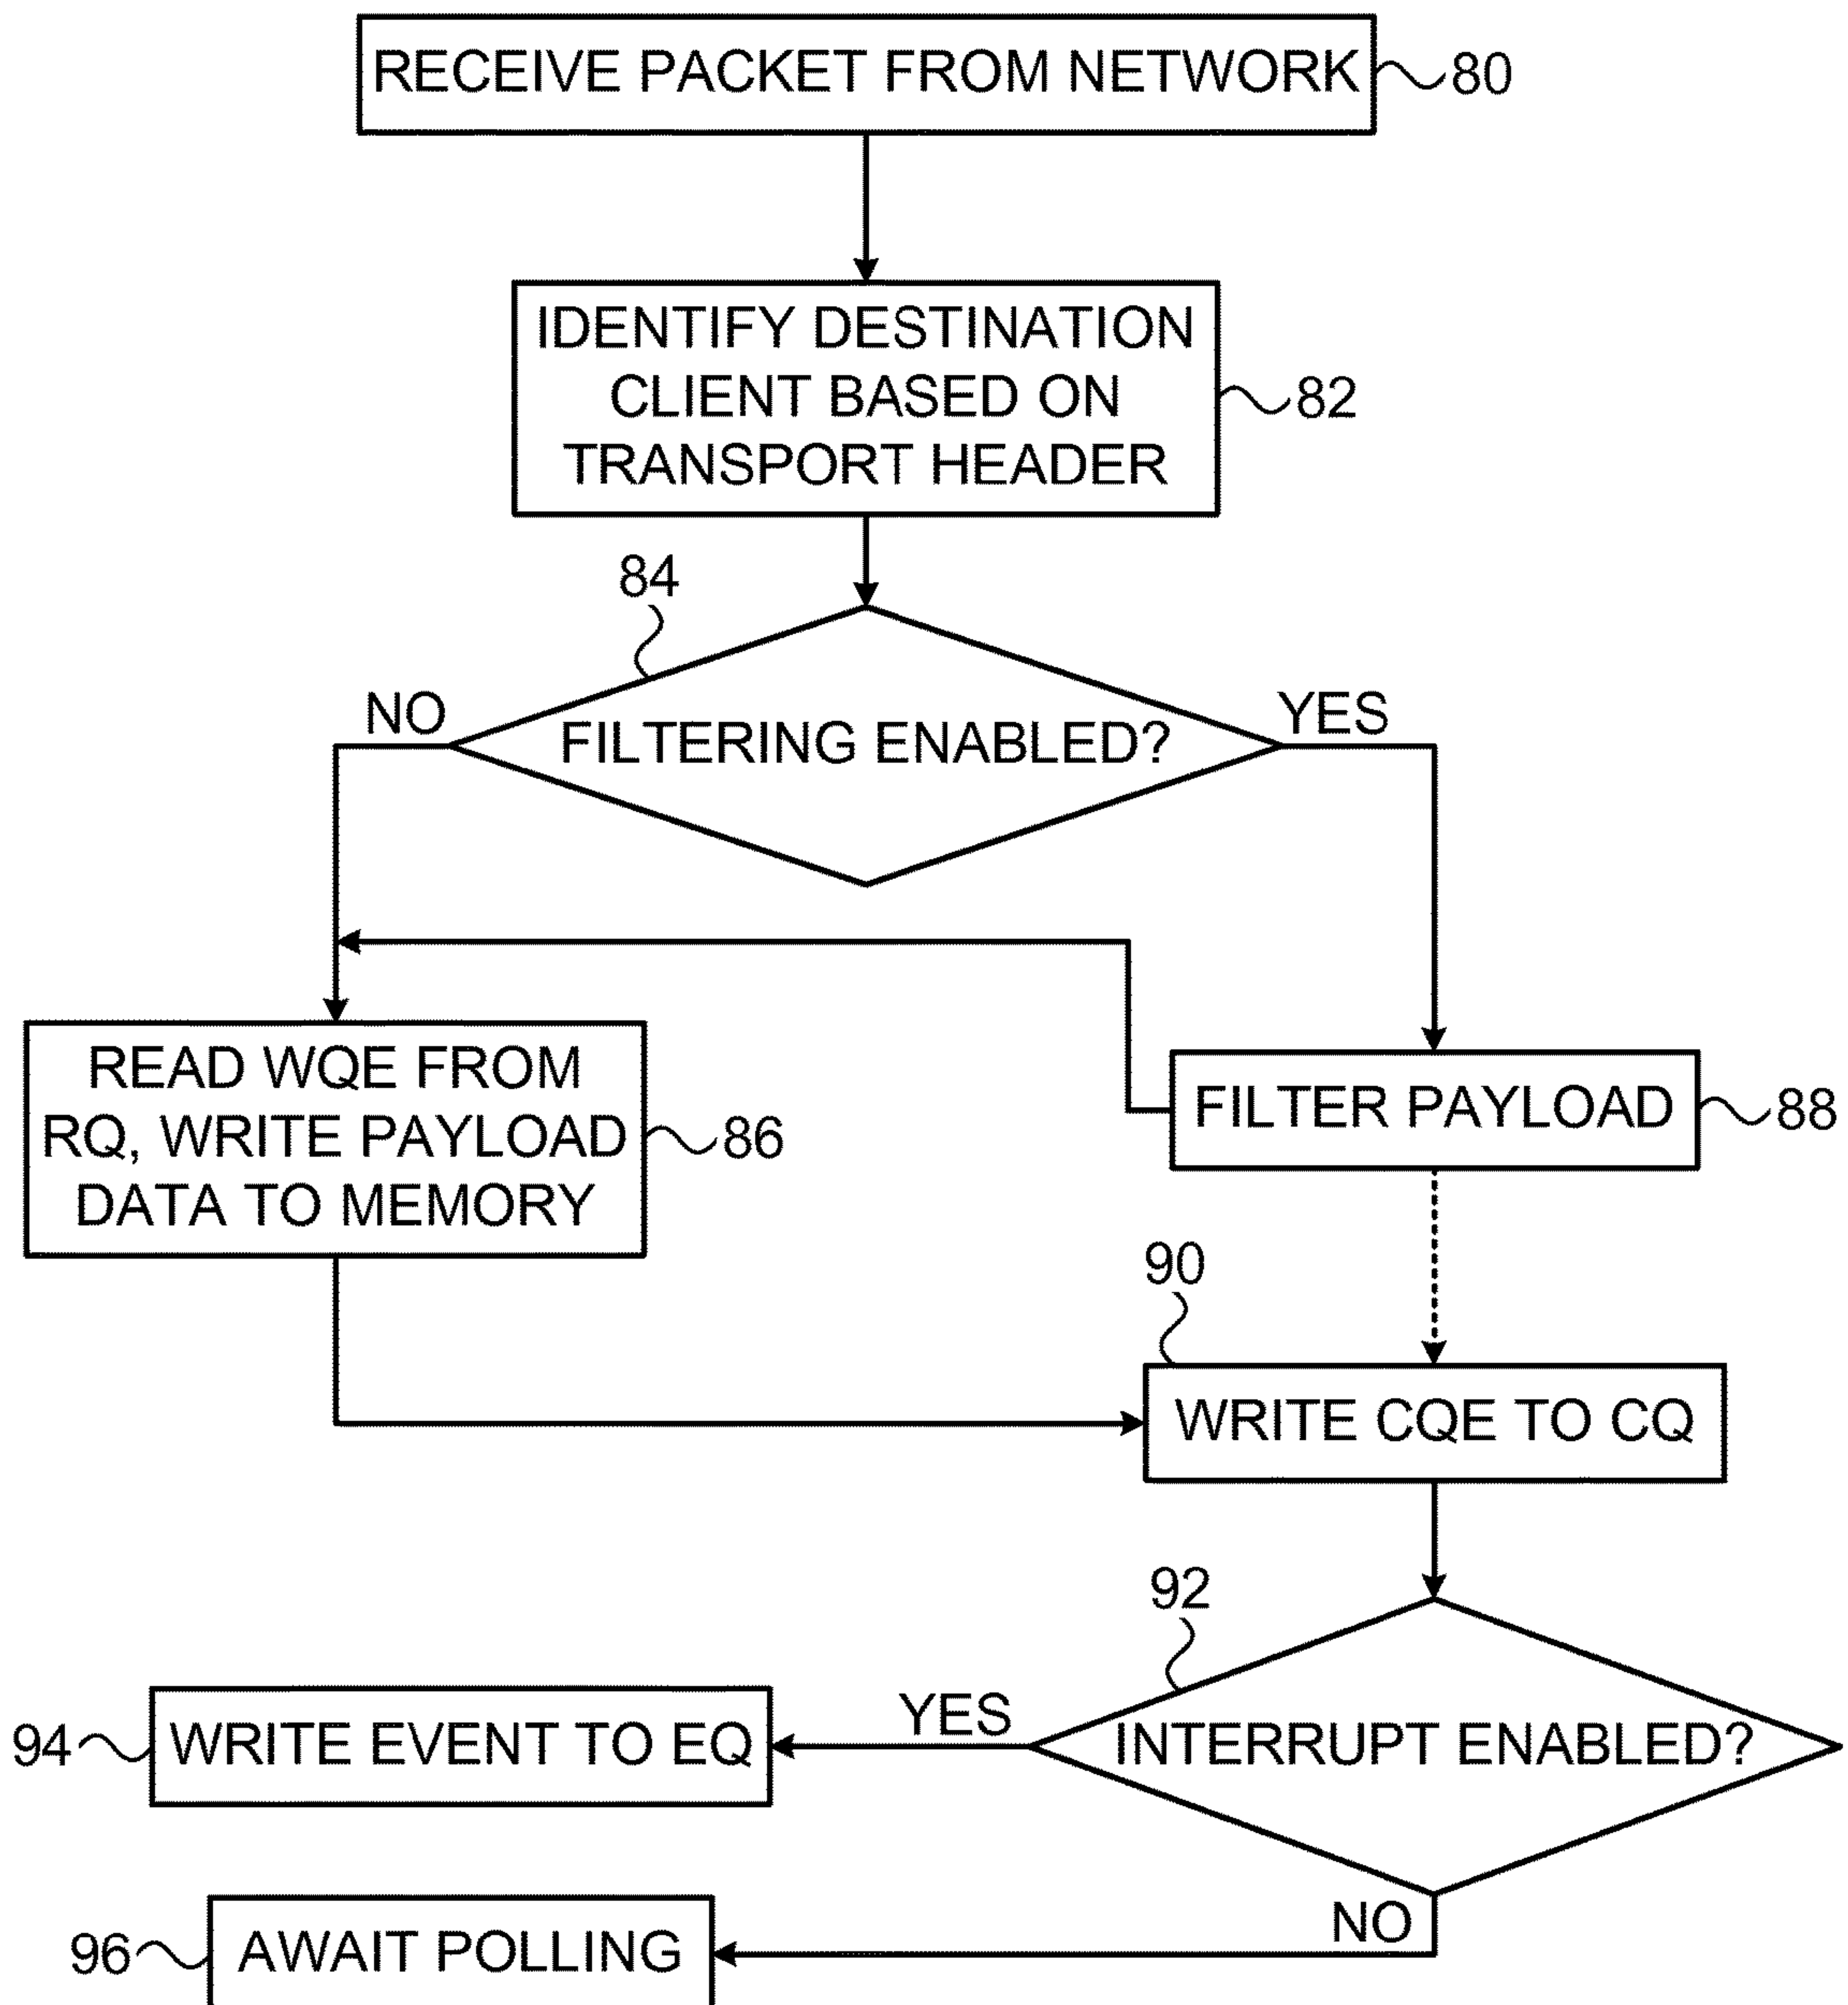 RECEIVE PACKET FROM NETWORK
80
IDENTIFY DESTINATION
CLIENT BASED ON
TRANSPORT HEADER
82
84
NO
FILTERING ENABLED?
YES
READ WQE FROM
RQ, WRITE PAYLOAD
DATA TO MEMORY
86
FILTER PAYLOAD
88
90
WRITE CQE TO CQ
92
94
WRITE EVENT TO EQ
YES
INTERRUPT ENABLED?
NO
96
AWAIT POLLING